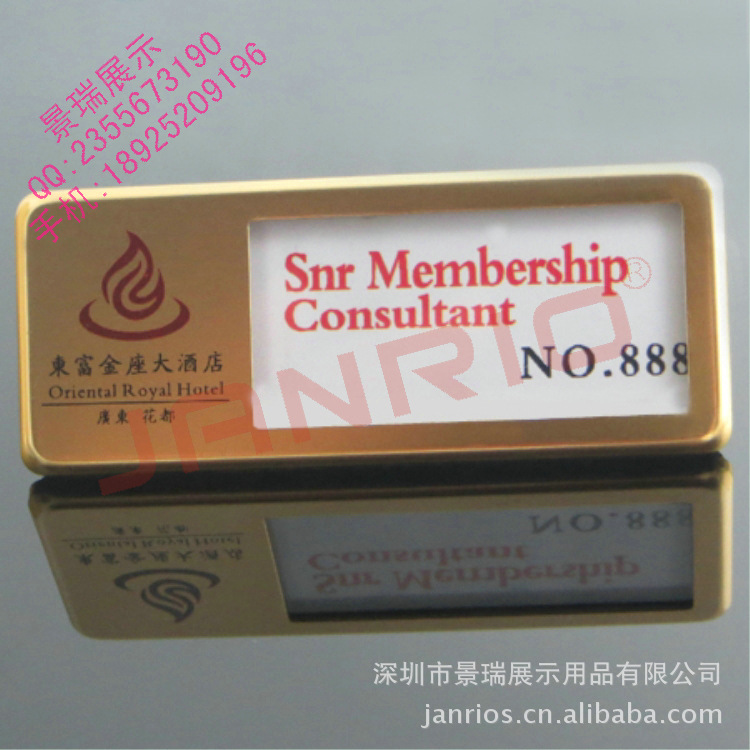 景瑞展示
QQ:2355673190
手机:18925209196
Snr Membership
Consultant
NO.888
東富金座大酒店
Oriental Royal Hotel
廣東 花都
JANRIO®
深圳市景瑞展示用品有限公司
janrios.cn.alibaba.com